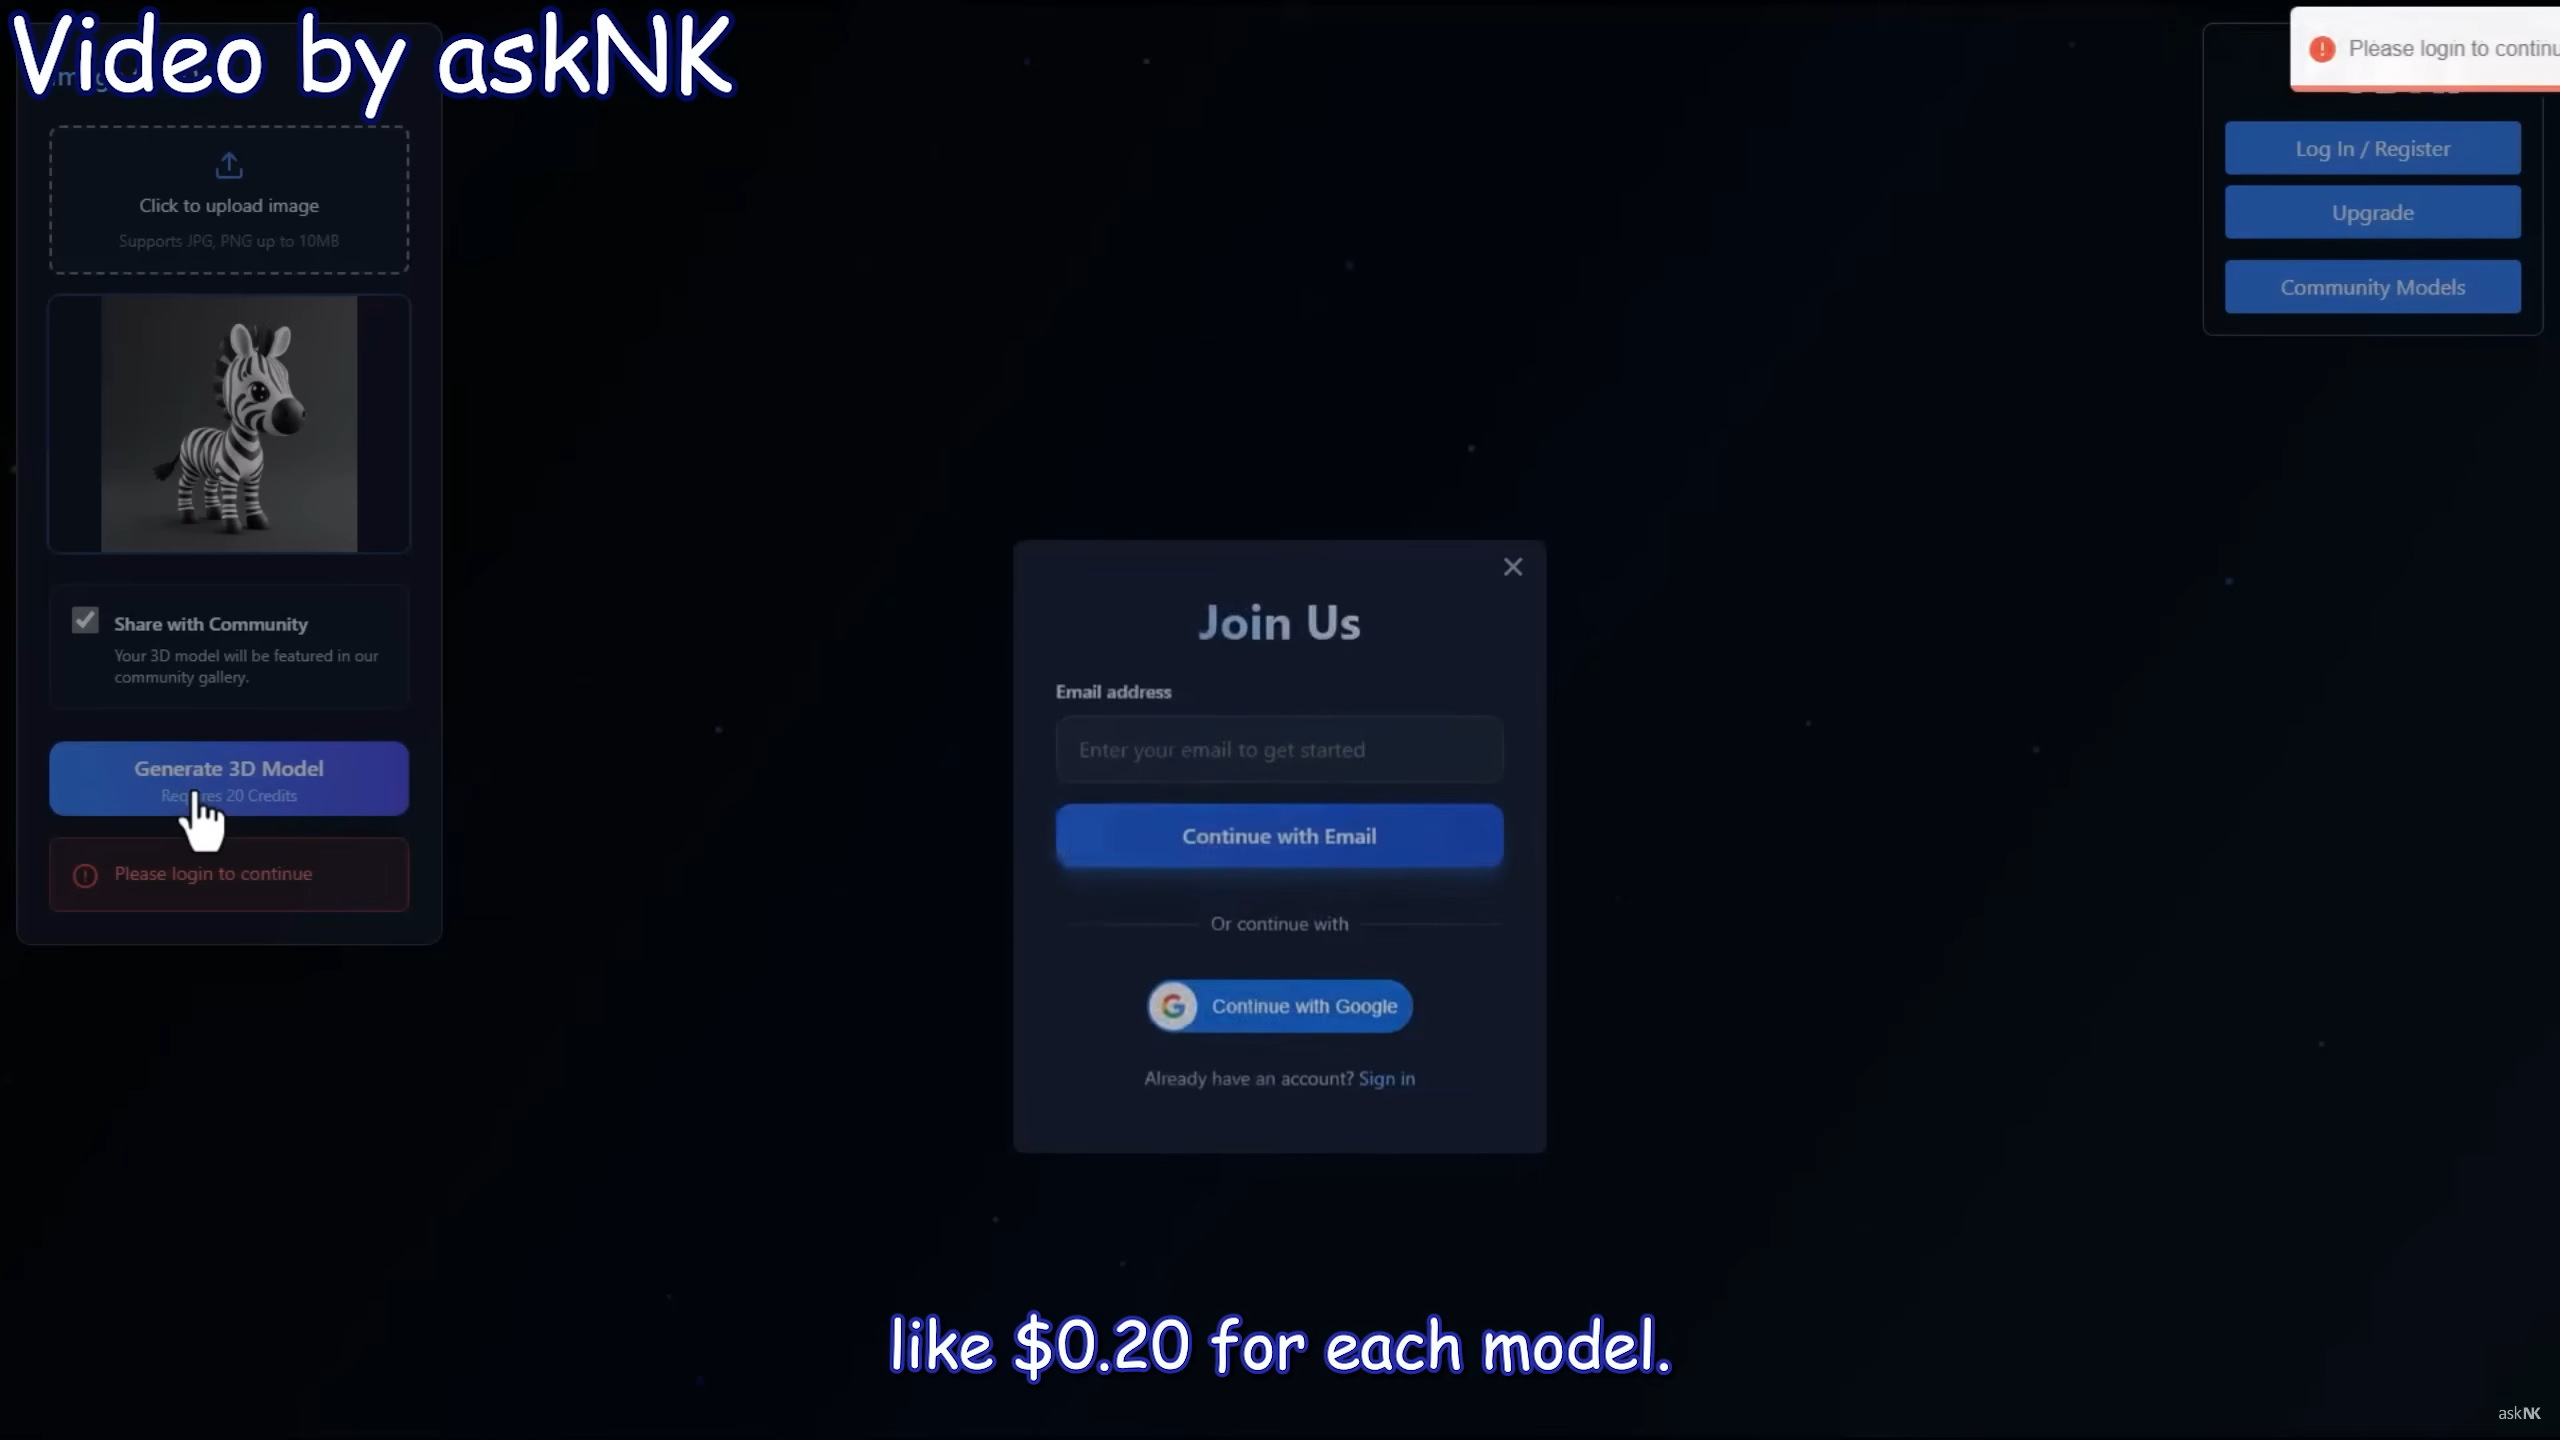 Video by askNK
Please login to continu
Click to upload image
Supports JPG, PNG up to 10MB
Log In / Register
Upgrade
Community Models
Share with Community
Your 3D model will be featured in our
community gallery.
Generate 3D Model
20 Credits
Please login to continue
Join Us
Email address
Enter your email to get started
Continue with Email
Or continue with
Continue with Google
Already have an account? Sign in
like $0.20 for each model.
askNK